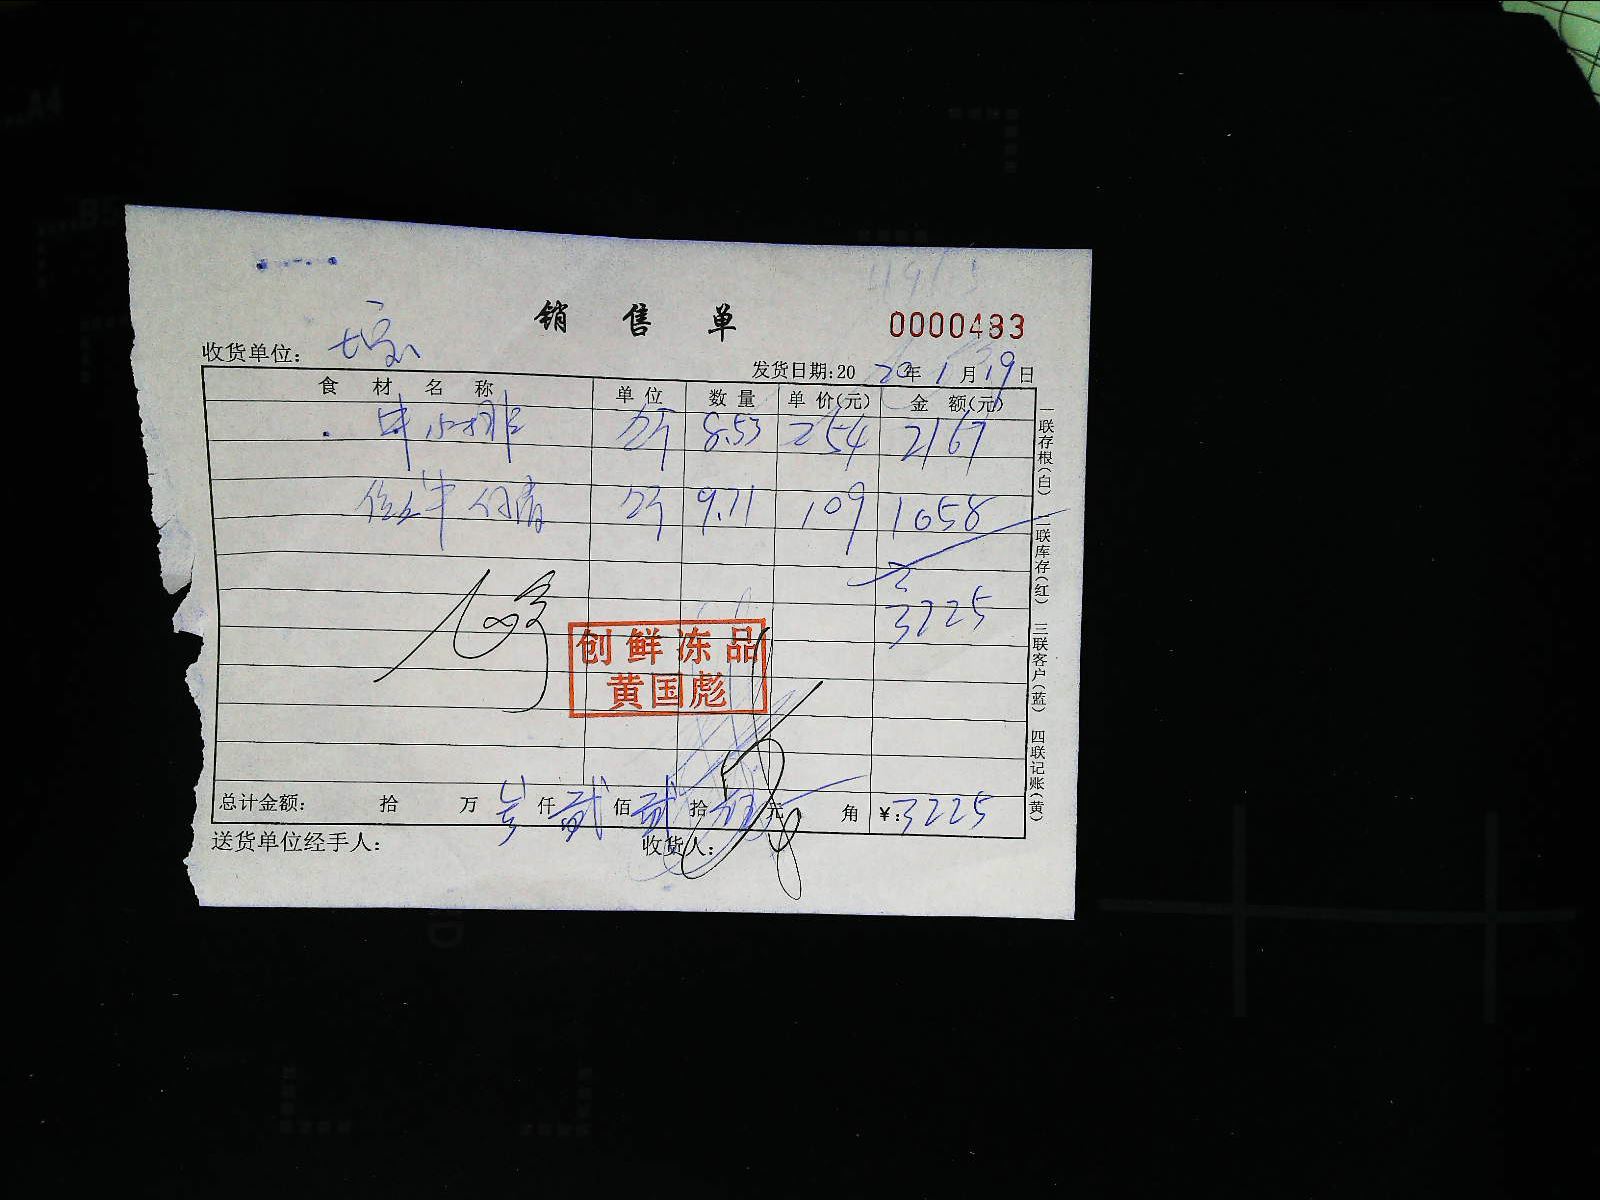 销售单
0000483
收货单位：
发货日期:20 20年1月19日
食材名称 单位 数量 单价(元) 金额(元)
牛小排 斤 8.53 254 2167
斤 9.71 109 1058
3225
创鲜冻品
黄国彪
总计金额: 拾 万 叁仟贰佰贰拾伍元 角 ¥:3225
送货单位经手人: 收货人:
一联存根(白) 二联库存(红) 三联客户(蓝) 四联记账(黄)